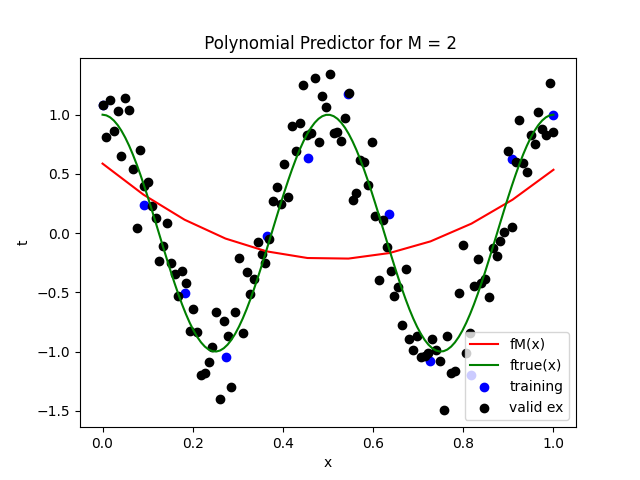 Polynomial Predictor for M = 2
t
1.0
0.5
0.0
−0.5
−1.0
−1.5
fM(x)
ftrue(x)
training
valid ex
0.0 0.2 0.4 0.6 0.8 1.0
x